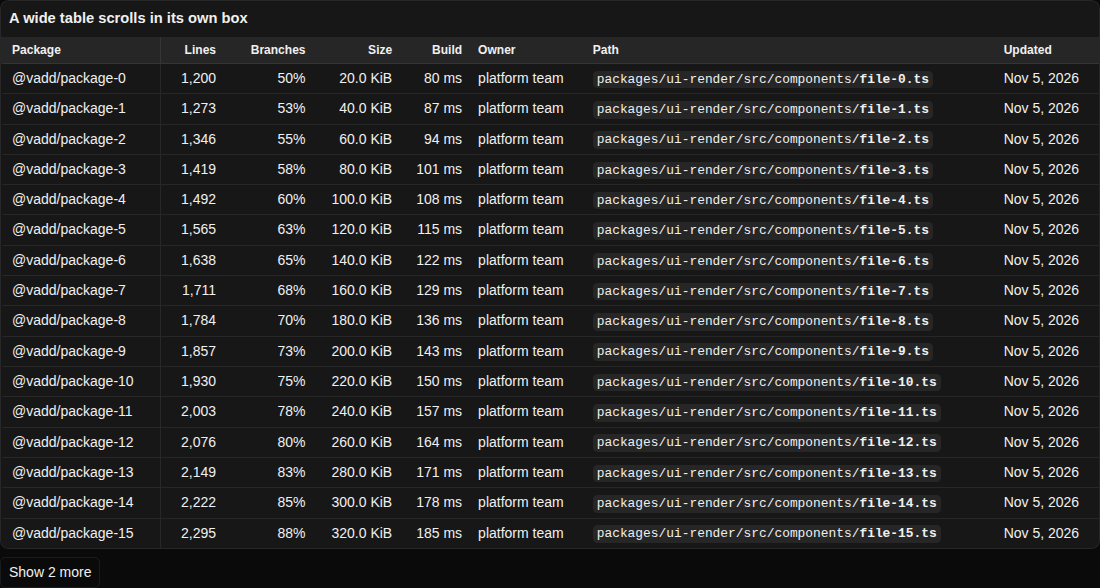 A wide table scrolls in its own box
Package Lines Branches Size Build Owner Path Updated
@vadd/package-0 1,200 50% 20.0 KiB 80 ms platform team packages/ui-render/src/components/file-0.ts Nov 5, 2026
@vadd/package-1 1,273 53% 40.0 KiB 87 ms platform team packages/ui-render/src/components/file-1.ts Nov 5, 2026
@vadd/package-2 1,346 55% 60.0 KiB 94 ms platform team packages/ui-render/src/components/file-2.ts Nov 5, 2026
@vadd/package-3 1,419 58% 80.0 KiB 101 ms platform team packages/ui-render/src/components/file-3.ts Nov 5, 2026
@vadd/package-4 1,492 60% 100.0 KiB 108 ms platform team packages/ui-render/src/components/file-4.ts Nov 5, 2026
@vadd/package-5 1,565 63% 120.0 KiB 115 ms platform team packages/ui-render/src/components/file-5.ts Nov 5, 2026
@vadd/package-6 1,638 65% 140.0 KiB 122 ms platform team packages/ui-render/src/components/file-6.ts Nov 5, 2026
@vadd/package-7 1,711 68% 160.0 KiB 129 ms platform team packages/ui-render/src/components/file-7.ts Nov 5, 2026
@vadd/package-8 1,784 70% 180.0 KiB 136 ms platform team packages/ui-render/src/components/file-8.ts Nov 5, 2026
@vadd/package-9 1,857 73% 200.0 KiB 143 ms platform team packages/ui-render/src/components/file-9.ts Nov 5, 2026
@vadd/package-10 1,930 75% 220.0 KiB 150 ms platform team packages/ui-render/src/components/file-10.ts Nov 5, 2026
@vadd/package-11 2,003 78% 240.0 KiB 157 ms platform team packages/ui-render/src/components/file-11.ts Nov 5, 2026
@vadd/package-12 2,076 80% 260.0 KiB 164 ms platform team packages/ui-render/src/components/file-12.ts Nov 5, 2026
@vadd/package-13 2,149 83% 280.0 KiB 171 ms platform team packages/ui-render/src/components/file-13.ts Nov 5, 2026
@vadd/package-14 2,222 85% 300.0 KiB 178 ms platform team packages/ui-render/src/components/file-14.ts Nov 5, 2026
@vadd/package-15 2,295 88% 320.0 KiB 185 ms platform team packages/ui-render/src/components/file-15.ts Nov 5, 2026
Show 2 more